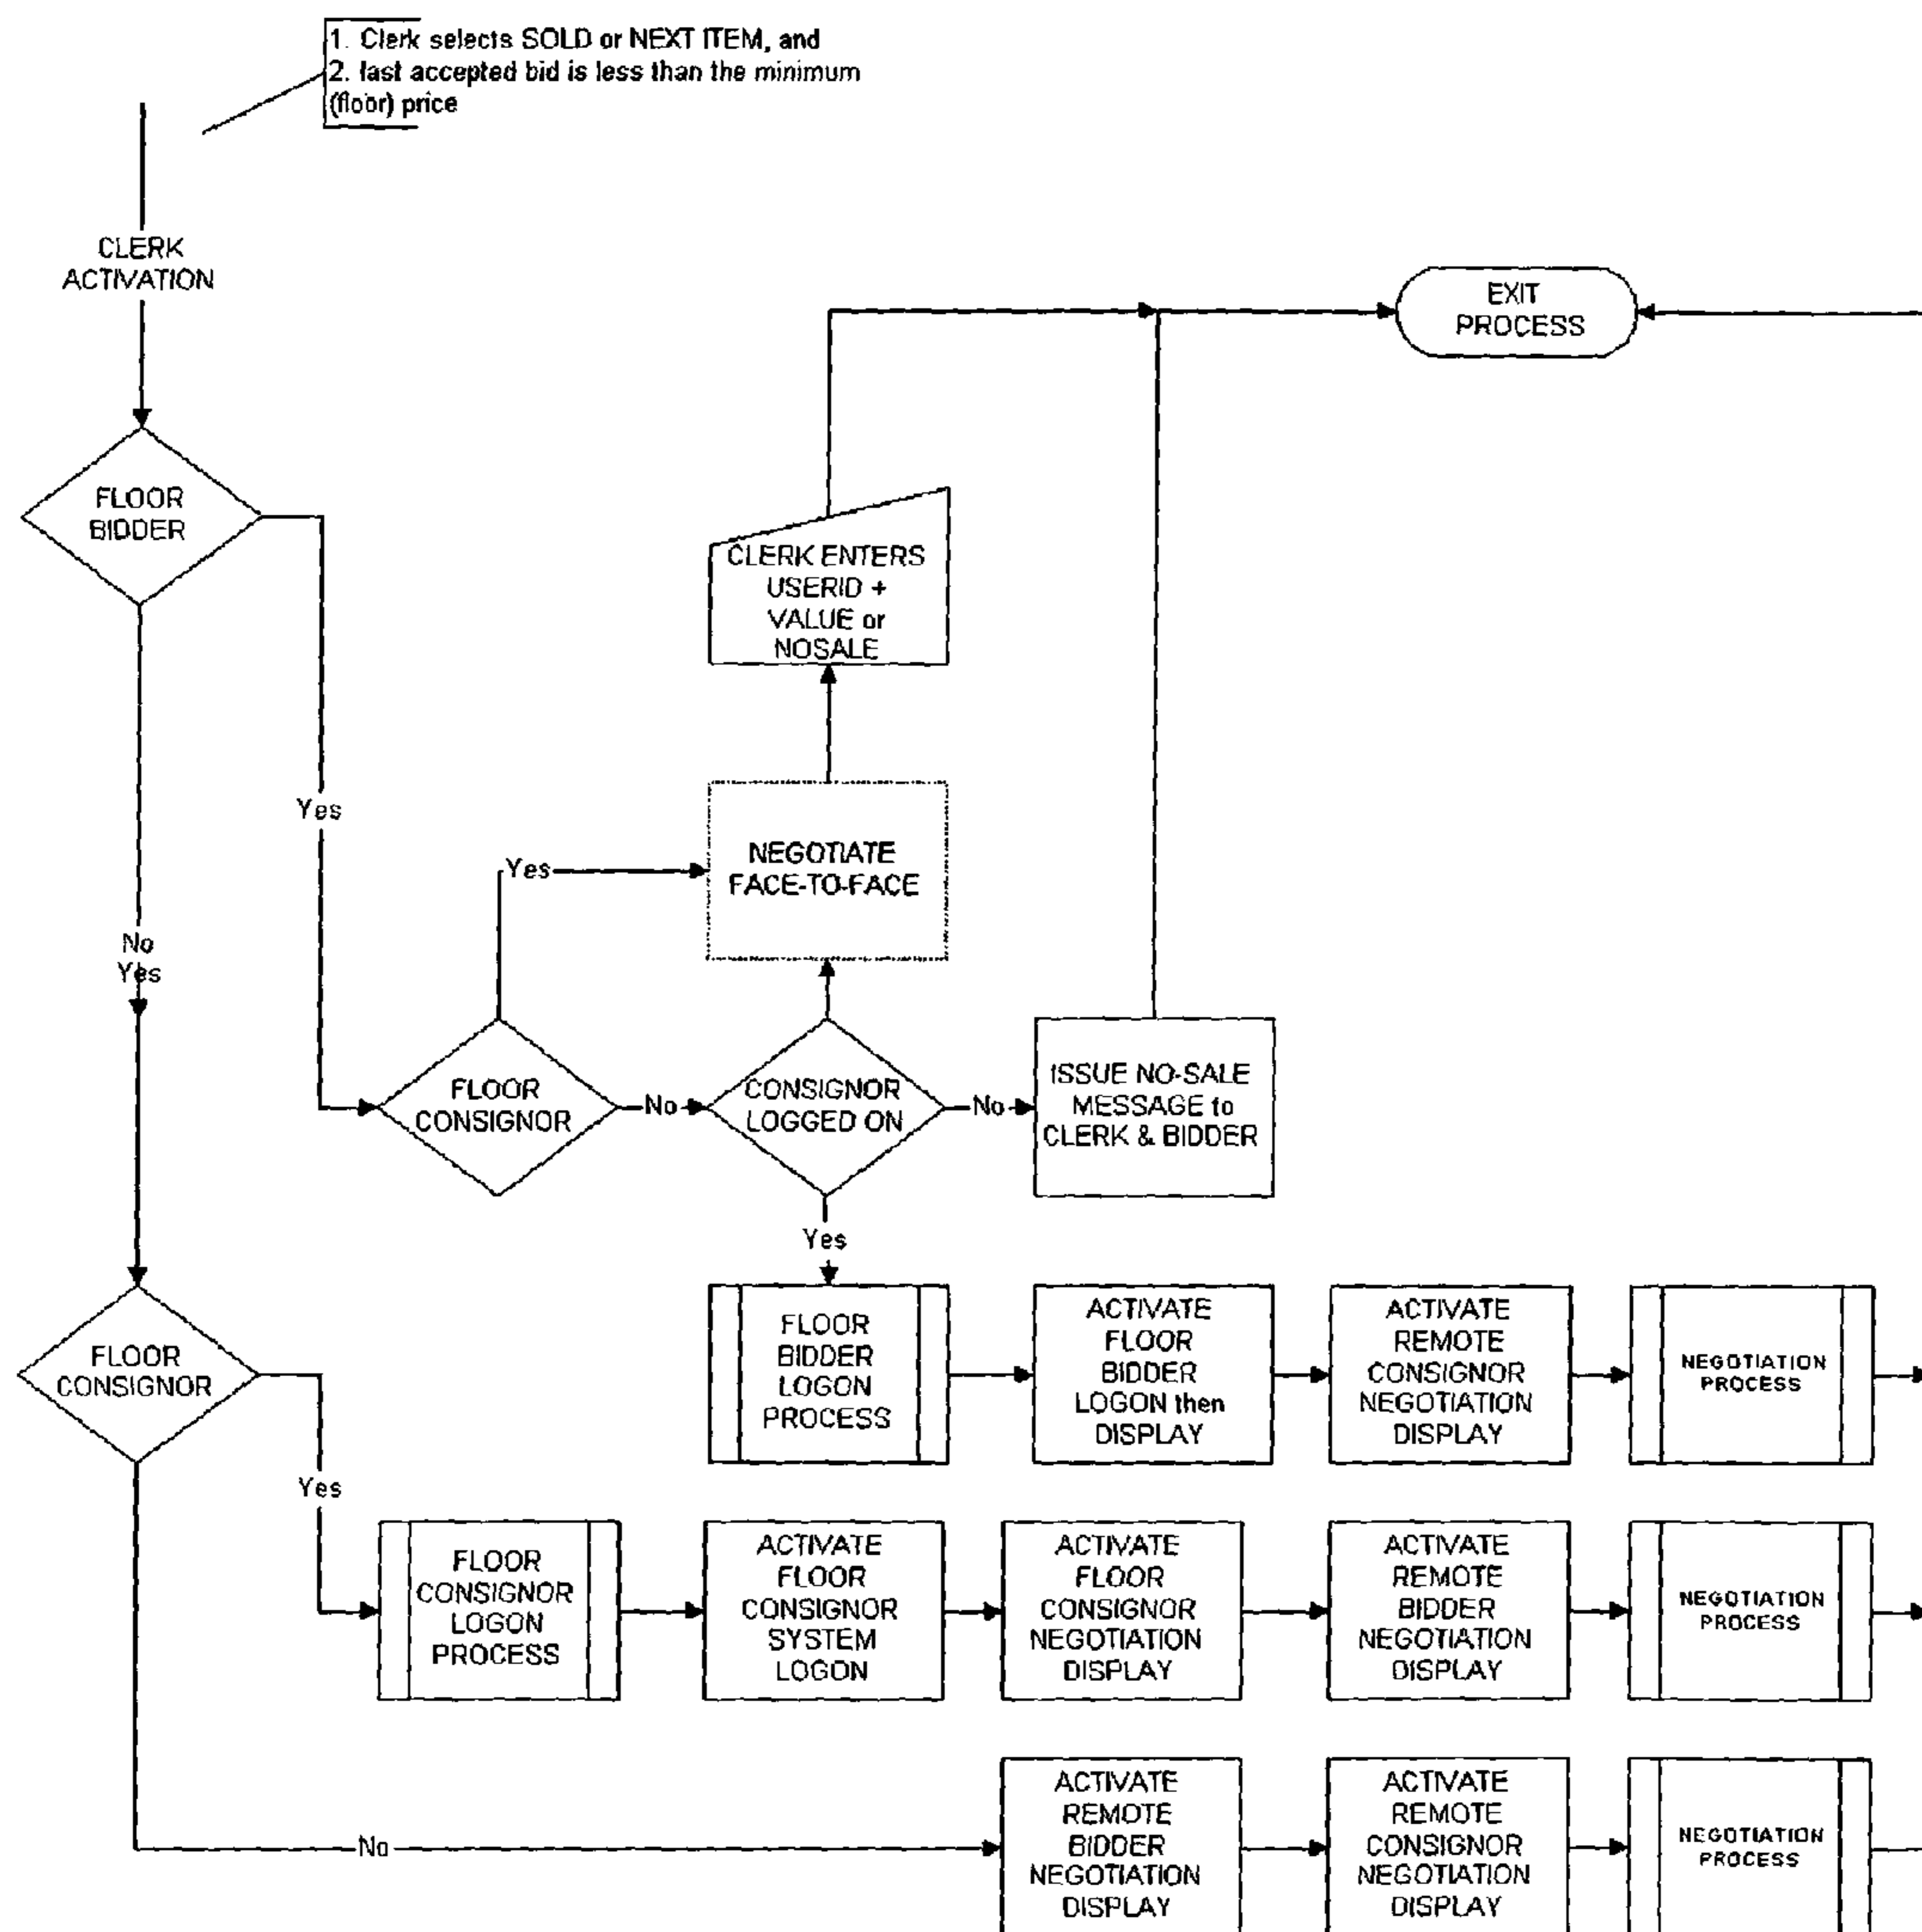 1. Clerk selects SOLD or NEXT ITEM, and
2. last accepted bid is less than the minimum
(floor) price
CLERK
ACTIVATION
EXIT
PROCESS
FLOOR
BIDDER
CLERK ENTERS
USERID +
VALUE or
NOSALE
Yes
NEGOTIATE
FACE-TO-FACE
Yes
No
Yes
FLOOR
CONSIGNOR
No
CONSIGNOR
LOGGED ON
No
ISSUE NO-SALE
MESSAGE to
CLERK & BIDDER
Yes
FLOOR
CONSIGNOR
FLOOR
BIDDER
LOGON
PROCESS
ACTIVATE
FLOOR
BIDDER
LOGON then
DISPLAY
ACTIVATE
REMOTE
CONSIGNOR
NEGOTIATION
DISPLAY
NEGOTIATION
PROCESS
Yes
FLOOR
CONSIGNOR
LOGON
PROCESS
ACTIVATE
FLOOR
CONSIGNOR
SYSTEM
LOGON
ACTIVATE
FLOOR
CONSIGNOR
NEGOTIATION
DISPLAY
ACTIVATE
REMOTE
BIDDER
NEGOTIATION
DISPLAY
NEGOTIATION
PROCESS
No
ACTIVATE
REMOTE
BIDDER
NEGOTIATION
DISPLAY
ACTIVATE
REMOTE
CONSIGNOR
NEGOTIATION
DISPLAY
NEGOTIATION
PROCESS